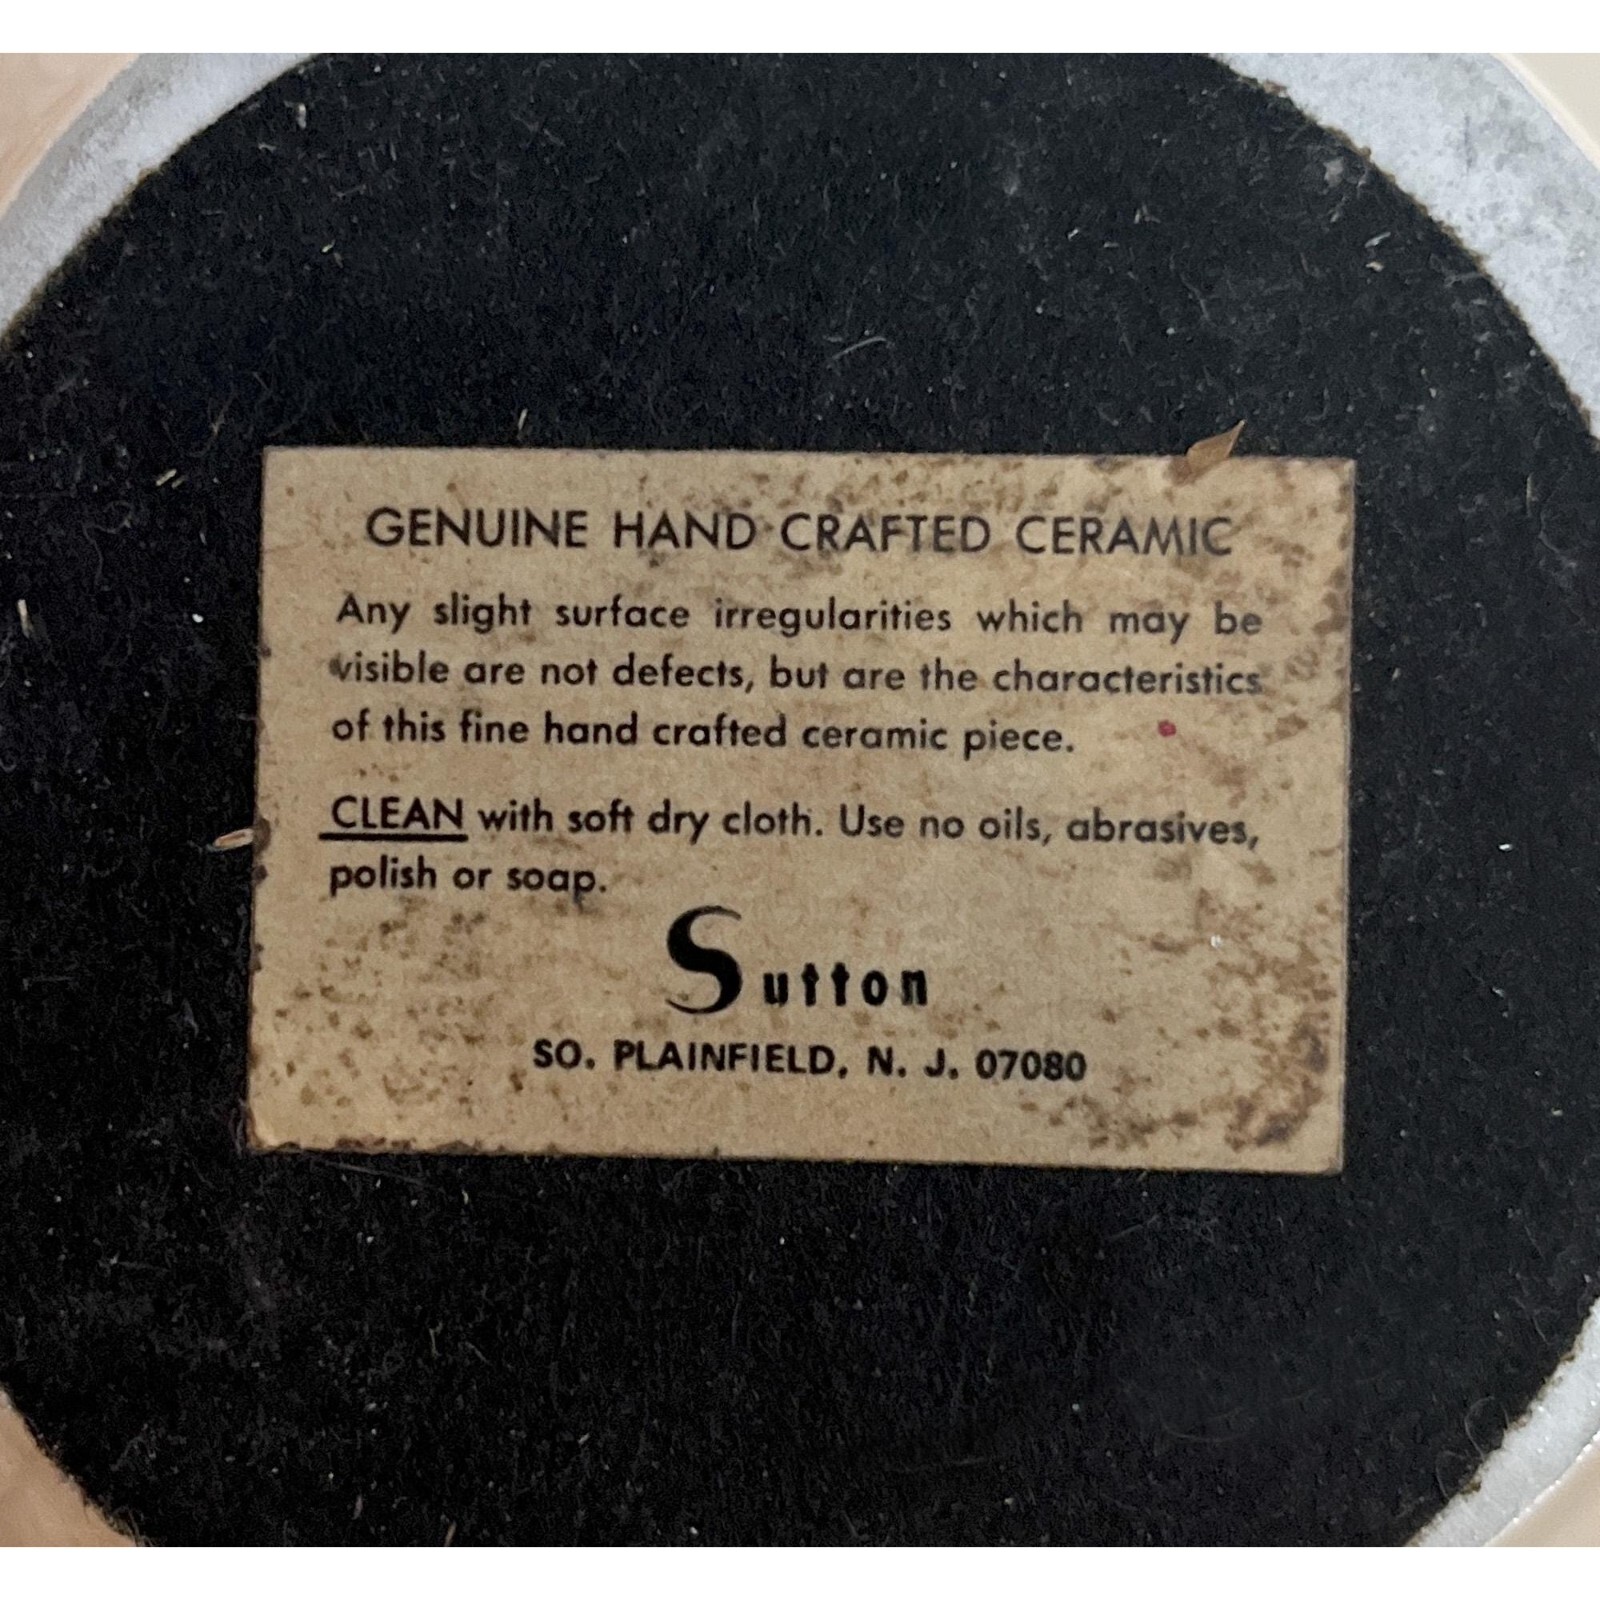 GENUINE HAND CRAFTED CERAMIC
Any slight surface irregularities which may be
visible are not defects, but are the characteristics
of this fine hand crafted ceramic piece.
CLEAN with soft dry cloth. Use no oils, abrasives,
polish or soap.
Sutton
SO. PLAINFIELD, N. J. 07080